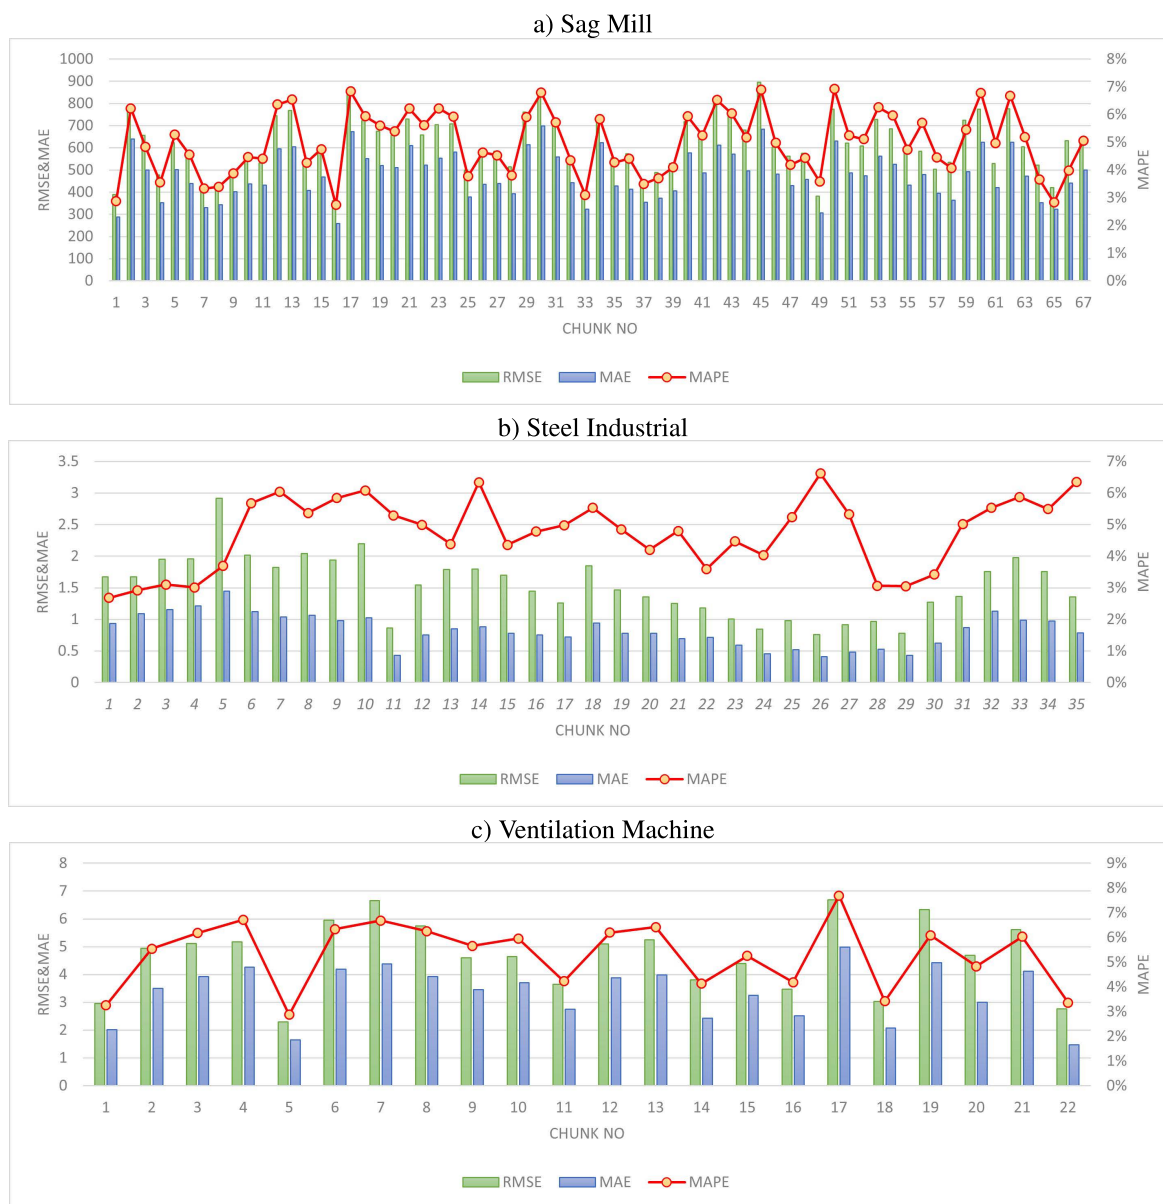 a) Sag Mill
1000 900 800 700 600 500 400 300 200 100 0
RMSE&MAE
8% 7% 6% 5% 4% 3% 2% 1% 0%
MAPE
1 3 5 7 9 11 13 15 17 19 21 23 25 27 29 31 33 35 37 39 41 43 45 47 49 51 53 55 57 59 61 63 65 67
CHUNK NO
RMSE MAE MAPE
b) Steel Industrial
3.5 3 2.5 2 1.5 1 0.5 0
RMSE&MAE
7% 6% 5% 4% 3% 2% 1% 0%
MAPE
1 2 3 4 5 6 7 8 9 10 11 12 13 14 15 16 17 18 19 20 21 22 23 24 25 26 27 28 29 30 31 32 33 34 35
CHUNK NO
RMSE MAE MAPE
c) Ventilation Machine
8 7 6 5 4 3 2 1 0
RMSE&MAE
9% 8% 7% 6% 5% 4% 3% 2% 1% 0%
MAPE
1 2 3 4 5 6 7 8 9 10 11 12 13 14 15 16 17 18 19 20 21 22
CHUNK NO
RMSE MAE MAPE